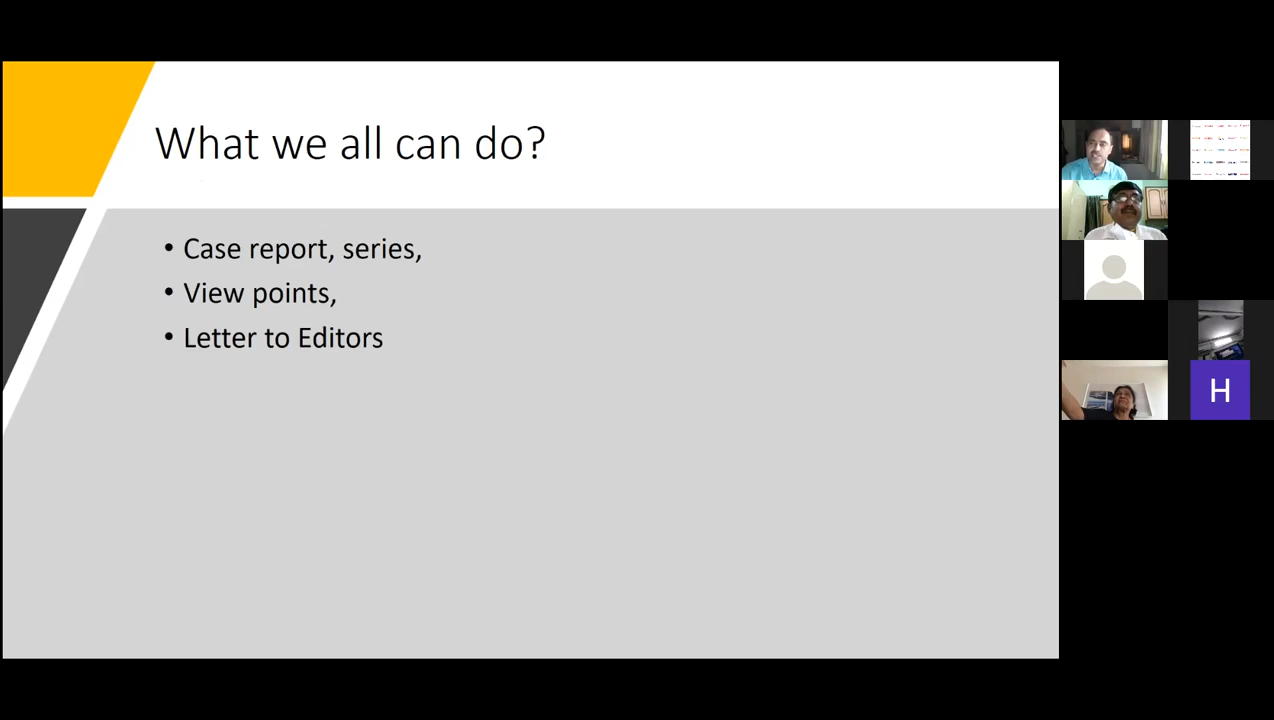 What we all can do?
• Case report, series,
• View points,
• Letter to Editors
H